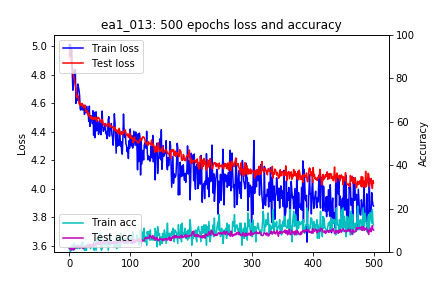 ea1_013: 500 epochs loss and accuracy
Train loss
Test loss
Train acc
Test acc
Loss
5.0
4.8
4.6
4.4
4.2
4.0
3.8
3.6
0
100
200
300
400
500
100
80
60
40
20
0
Accuracy